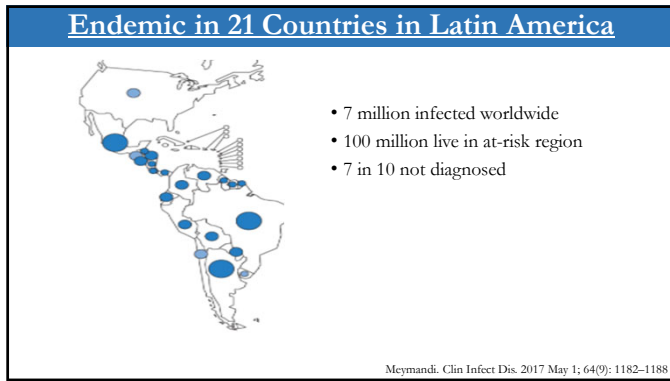 Endemic in 21 Countries in Latin America
• 7 million infected worldwide
• 100 million live in at-risk region
• 7 in 10 not diagnosed
Meymandi. Clin Infect Dis. 2017 May 1; 64(9): 1182–1188